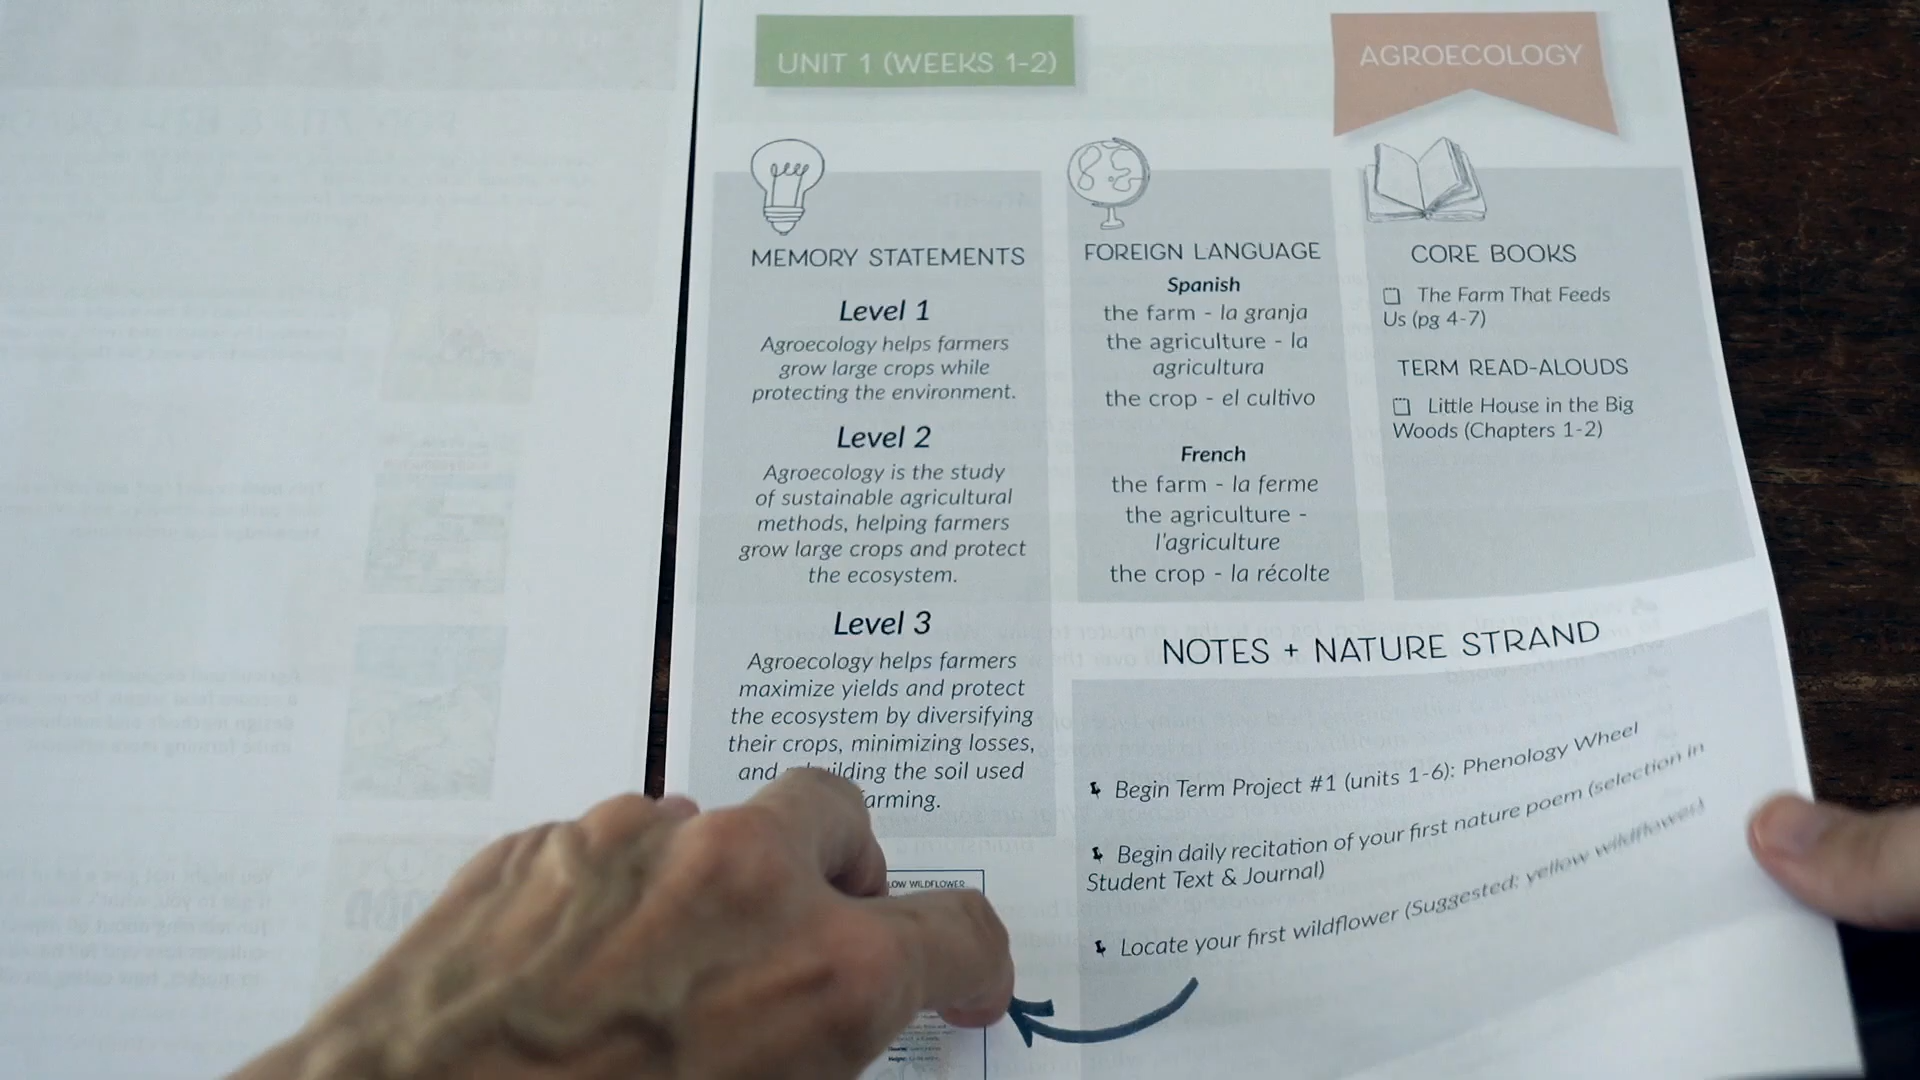 UNIT 1 (WEEKS 1-2)
AGROECOLOGY
MEMORY STATEMENTS
Level 1
Agroecology helps farmers
grow large crops while
protecting the environment.
Level 2
Agroecology is the study
of sustainable agricultural
methods, helping farmers
grow large crops and protect
the ecosystem.
Level 3
Agroecology helps farmers
maximize yields and protect
the ecosystem by diversifying
their crops, minimizing losses,
and the soil used
FOREIGN LANGUAGE
Spanish
the farm - la granja
the agriculture - la
agricultura
the crop - el cultivo
French
the farm - la ferme
the agriculture -
l'agriculture
the crop - la récolte
CORE BOOKS
The Farm That Feeds
Us (pg 4-7)
TERM READ-ALOUDS
Little House in the Big
Woods (Chapters 1-2)
NOTES + NATURE STRAND
Begin Term Project #1 (units 1-6): Phenology Wheel
Begin daily recitation of your first nature poem (selection in
Student Text & Journal)
Locate your first wildflower (Suggested: yellow wildflower)
WILDFLOWER